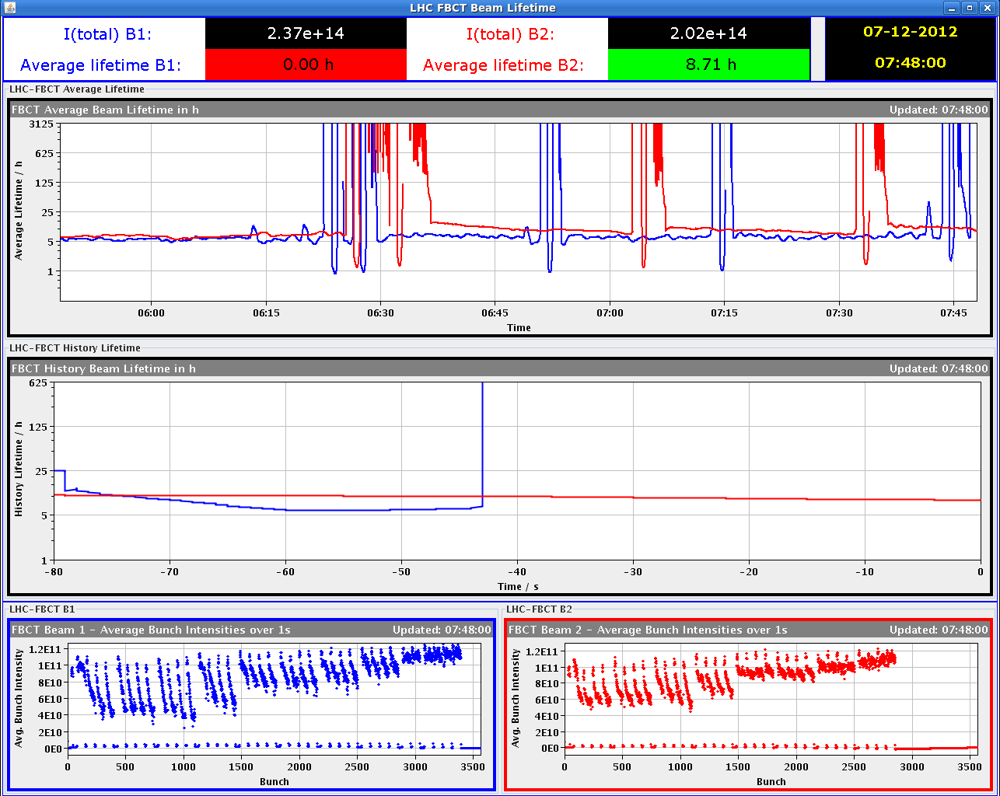 LHC FBCT Beam Lifetime
I(total) B1: 2.37e+14 I(total) B2: 2.02e+14 07-12-2012
Average lifetime B1: 0.00 h Average lifetime B2: 8.71 h 07:48:00
LHC-FBCT Average Lifetime
FBCT Average Beam Lifetime in h Updated: 07:48:00
Average Lifetime / h
3125
625
125
25
5
1
06:00 06:15 06:30 06:45 07:00 07:15 07:30 07:45
Time
LHC-FBCT History Lifetime
FBCT History Beam Lifetime in h Updated: 07:48:00
History Lifetime / h
625
125
25
5
1
-80 -70 -60 -50 -40 -30 -20 -10 0
Time / s
LHC-FBCT B1
FBCT Beam 1 - Average Bunch Intensities over 1s Updated: 07:48:00
Avg. Bunch Intensity
1.2E11
1E11
8E10
6E10
4E10
2E10
0E0
0 500 1000 1500 2000 2500 3000 3500
Bunch
LHC-FBCT B2
FBCT Beam 2 - Average Bunch Intensities over 1s Updated: 07:48:00
Avg. Bunch Intensity
1.2E11
1E11
8E10
6E10
4E10
2E10
0E0
0 500 1000 1500 2000 2500 3000 3500
Bunch